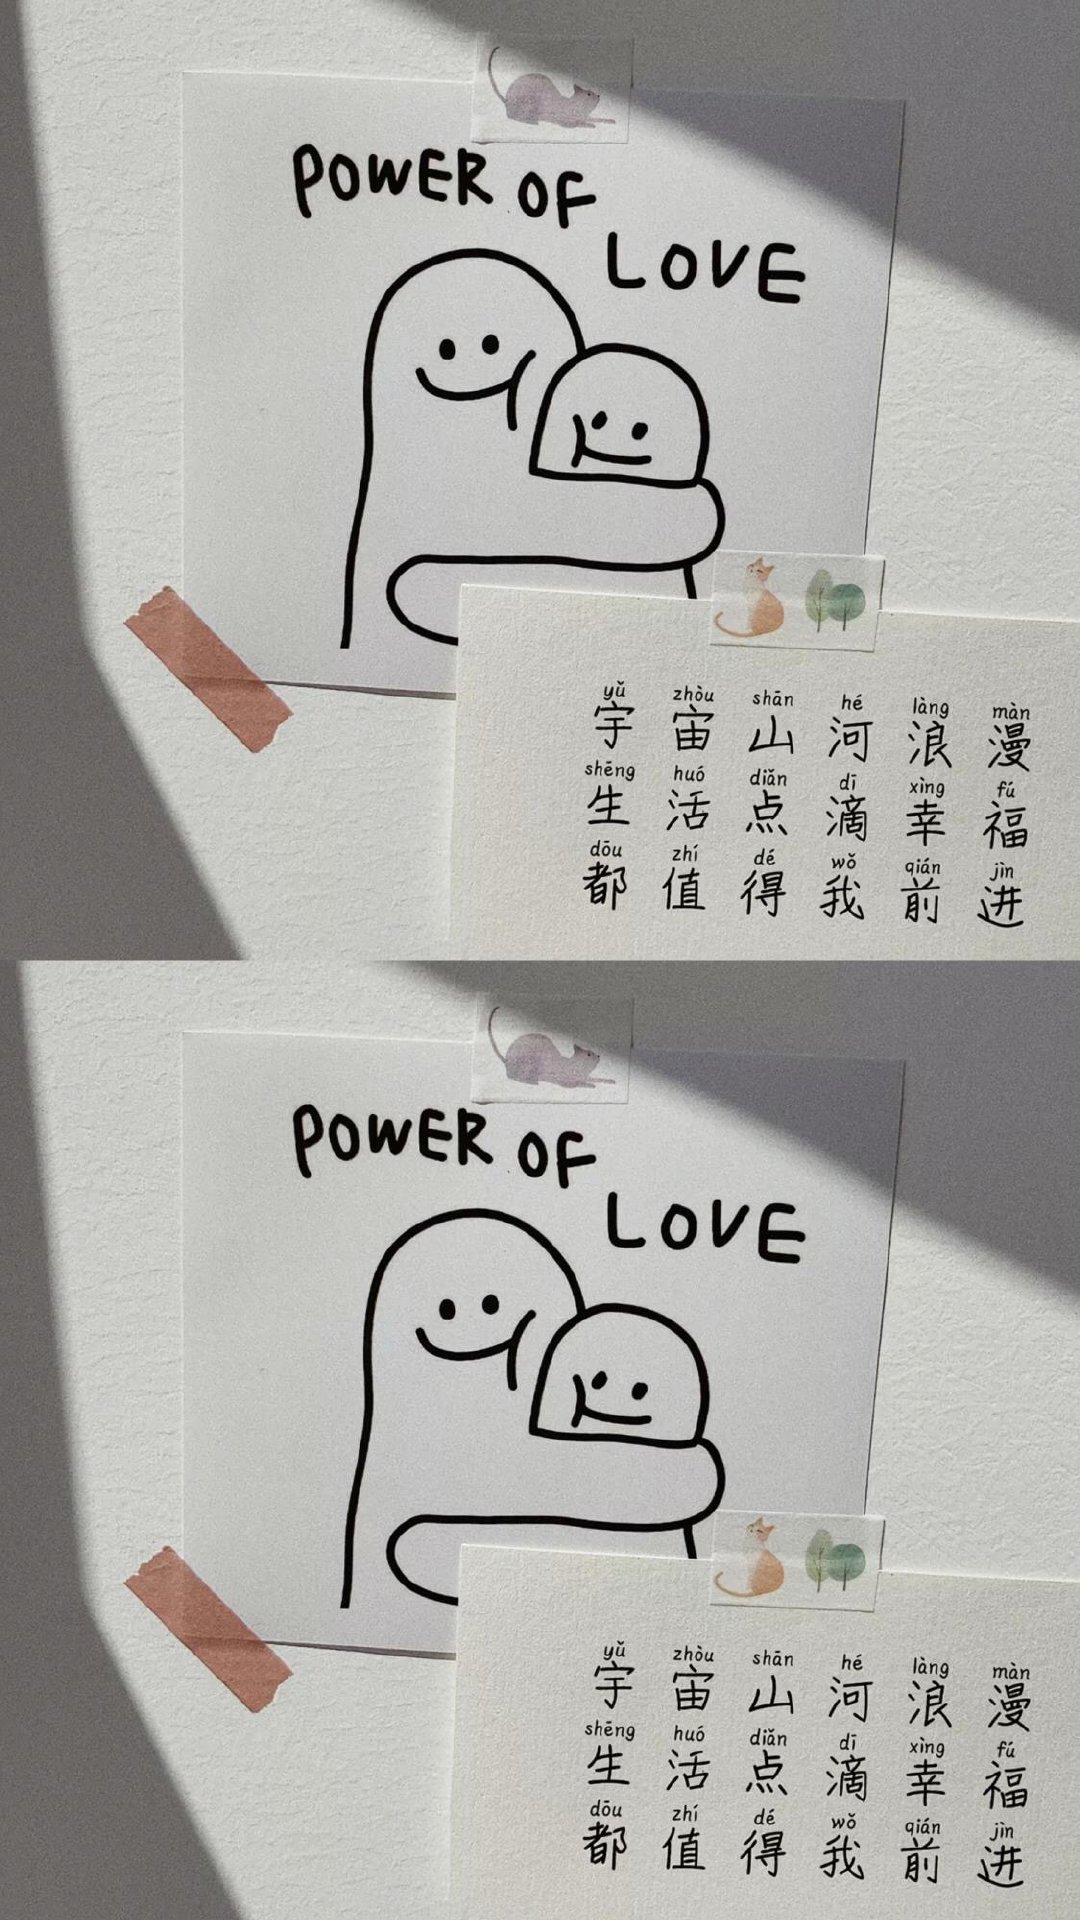 POWER OF
LOVE
yǔ zhòu shān hé làng màn
宇宙山河浪漫
shēng huó diǎn dī xìng fú
生活点滴幸福
dōu zhí dé wǒ qián jìn
都值得我前进
POWER OF
LOVE
yǔ zhòu shān hé làng màn
宇宙山河浪漫
shēng huó diǎn dī xìng fú
生活点滴幸福
dōu zhí dé wǒ qián jìn
都值得我前进